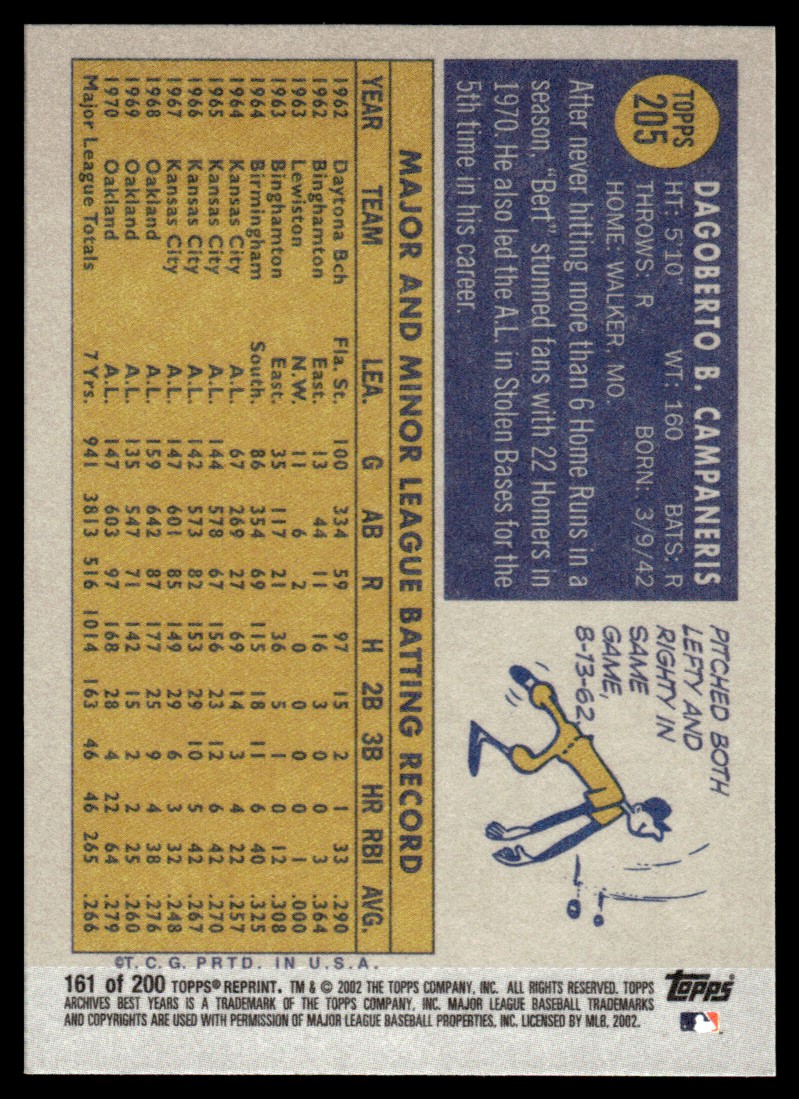 TOPPS
205
DAGOBERTO B. CAMPANERIS
HT: 5'10" WT: 160 BATS: R
THROWS: R BORN: 3/9/42
HOME: WALKER, MO.
After never hitting more than 6 Home Runs in a
season, "Bert" stunned fans with 22 Homers in
1970. He also led the A.L. in Stolen Bases for the
5th time in his career.
PITCHED BOTH
LEFTY AND
RIGHTY IN
SAME
GAME,
8-13-62
MAJOR AND MINOR LEAGUE BATTING RECORD
YEAR TEAM LEA. G AB R H 2B 3B HR RBI AVG.
1962 Daytona Bch Fla. St. 100 334 59 97 15 2 1 33 .290
1962 Binghamton East. 13 44 11 16 3 0 0 3 .364
1963 Lewiston N.W. 11 6 2 0 0 0 0 1 .000
1963 Binghamton East. 35 117 21 36 5 1 0 12 .308
1964 Birmingham South. 86 354 69 115 18 11 6 40 .325
1964 Kansas City A.L. 67 269 27 69 14 3 4 22 .257
1965 Kansas City A.L. 144 578 67 156 23 12 6 42 .270
1966 Kansas City A.L. 142 573 82 153 29 10 5 42 .267
1967 Kansas City A.L. 147 601 85 149 29 6 3 32 .248
1968 Oakland A.L. 159 642 87 177 25 9 4 38 .276
1969 Oakland A.L. 135 547 71 142 15 2 2 25 .260
1970 Oakland A.L. 147 603 97 168 28 4 22 64 .279
Major League Totals 7 Yrs. 941 3813 516 1014 163 46 46 265 .266
©T. C. G. PRTD. IN U.S.A.
161 of 200 TOPPS® REPRINT. TM & © 2002 THE TOPPS COMPANY, INC. ALL RIGHTS RESERVED. TOPPS
ARCHIVES BEST YEARS IS A TRADEMARK OF THE TOPPS COMPANY, INC. MAJOR LEAGUE BASEBALL TRADEMARKS
AND COPYRIGHTS ARE USED WITH PERMISSION OF MAJOR LEAGUE BASEBALL PROPERTIES, INC. LICENSED BY MLB, 2002.
topps